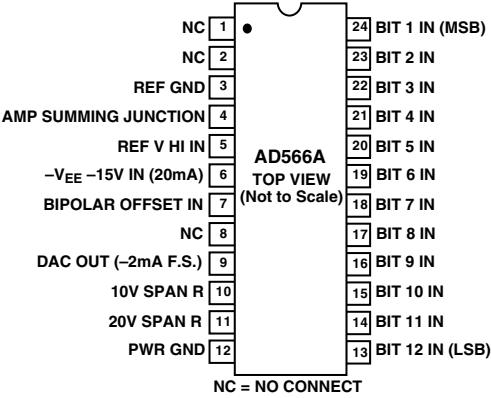 NC 1
NC 2
REF GND 3
AMP SUMMING JUNCTION 4
REF V HI IN 5
–VEE –15V IN (20mA) 6
BIPOLAR OFFSET IN 7
NC 8
DAC OUT (–2mA F.S.) 9
10V SPAN R 10
20V SPAN R 11
PWR GND 12
AD566A
TOP VIEW
(Not to Scale)
24 BIT 1 IN (MSB)
23 BIT 2 IN
22 BIT 3 IN
21 BIT 4 IN
20 BIT 5 IN
19 BIT 6 IN
18 BIT 7 IN
17 BIT 8 IN
16 BIT 9 IN
15 BIT 10 IN
14 BIT 11 IN
13 BIT 12 IN (LSB)
NC = NO CONNECT